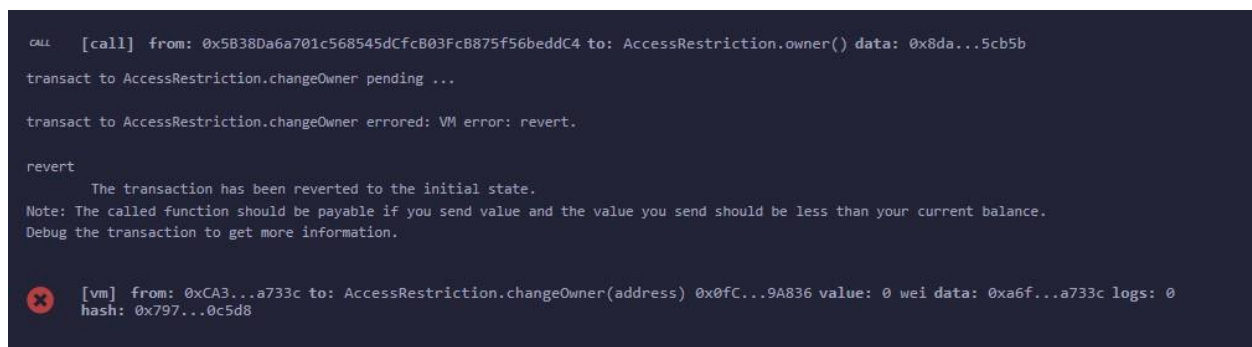 CALL [call] from: 0x5B38Da6a701c568545dCfcB03FcB875f56beddC4 to: AccessRestriction.owner() data: 0x8da...5cb5b
transact to AccessRestriction.changeOwner pending ...
transact to AccessRestriction.changeOwner errored: VM error: revert.
revert
The transaction has been reverted to the initial state.
Note: The called function should be payable if you send value and the value you send should be less than your current balance.
Debug the transaction to get more information.
[vm] from: 0xCA3...a733c to: AccessRestriction.changeOwner(address) 0x0fC...9A836 value: 0 wei data: 0xa6f...a733c logs: 0
hash: 0x797...0c5d8